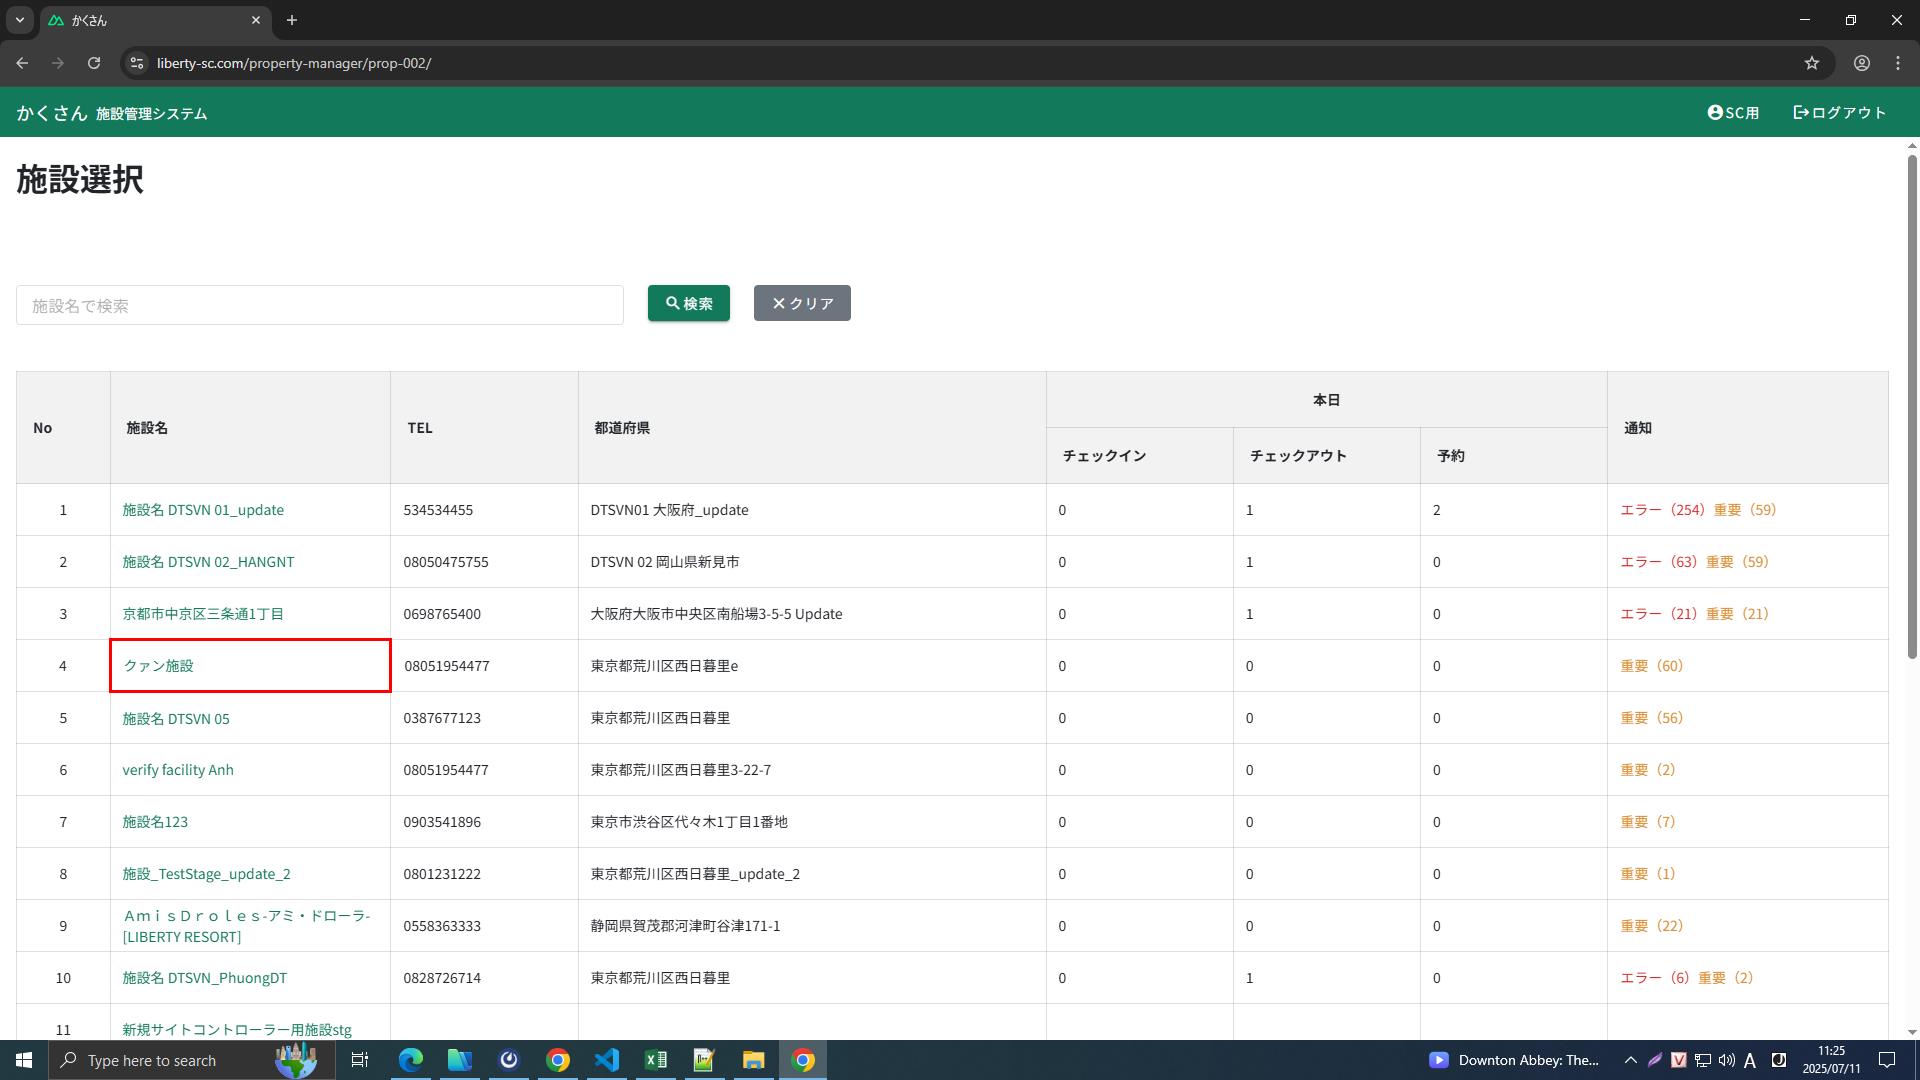 かくさん
liberty-sc.com/property-manager/prop-002/
かくさん 施設管理システム
SC用
ログアウト
施設選択
施設名で検索
検索
クリア
No 施設名 TEL 都道府県 本日 通知
チェックイン チェックアウト 予約
1 施設名 DTSVN 01_update 534534455 DTSVN01 大阪府_update 0 1 2 エラー（254）重要（59）
2 施設名 DTSVN 02_HANGNT 08050475755 DTSVN 02 岡山県新見市 0 1 0 エラー（63）重要（59）
3 京都市中京区三条通1丁目 0698765400 大阪府大阪市中央区南船場3-5-5 Update 0 1 0 エラー（21）重要（21）
4 クァン施設 08051954477 東京都荒川区西日暮里e 0 0 0 重要（60）
5 施設名 DTSVN 05 0387677123 東京都荒川区西日暮里 0 0 0 重要（56）
6 verify facility Anh 08051954477 東京都荒川区西日暮里3-22-7 0 0 0 重要（2）
7 施設名123 0903541896 東京市渋谷区代々木1丁目1番地 0 0 0 重要（7）
8 施設_TestStage_update_2 0801231222 東京都荒川区西日暮里_update_2 0 0 0 重要（1）
9 ＡｍｉｓＤｒｏｌｅｓ-アミ・ドローラ-
[LIBERTY RESORT] 0558363333 静岡県賀茂郡河津町谷津171-1 0 0 0 重要（22）
10 施設名 DTSVN_PhuongDT 0828726714 東京都荒川区西日暮里 0 1 0 エラー（6）重要（2）
11 新規サイトコントローラー用施設stg
Type here to search
Downton Abbey: The...
A
11:25
2025/07/11